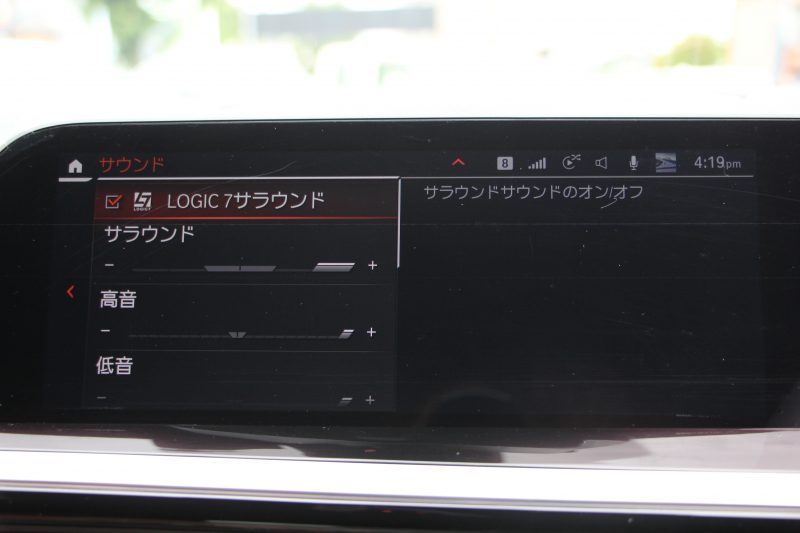 サウンド
8
4:19pm
LOGIC7
LOGIC 7サラウンド
サラウンドサウンドのオン/オフ
サラウンド
− +
高音
− +
低音
− +